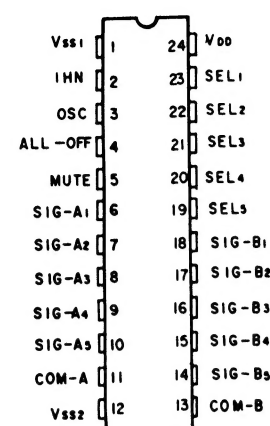 VSS1 1 24 VDD
IHN 2 23 SEL1
OSC 3 22 SEL2
ALL-OFF 4 21 SEL3
MUTE 5 20 SEL4
SIG-A1 6 19 SEL5
SIG-A2 7 18 SIG-B1
SIG-A3 8 17 SIG-B2
SIG-A4 9 16 SIG-B3
SIG-A5 10 15 SIG-B4
COM-A 11 14 SIG-B5
VSS2 12 13 COM-B